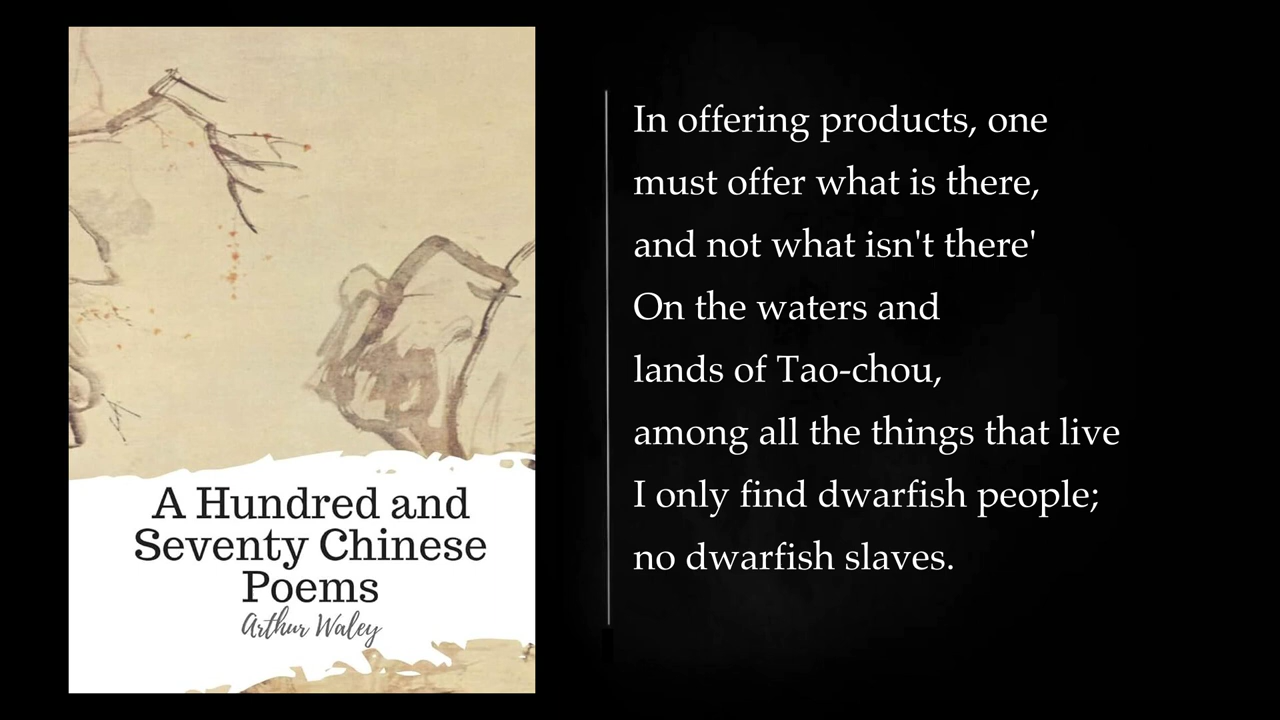 A Hundred and
Seventy Chinese
Poems
Arthur Waley
In offering products, one
must offer what is there,
and not what isn't there'
On the waters and
lands of Tao-chou,
among all the things that live
I only find dwarfish people;
no dwarfish slaves.